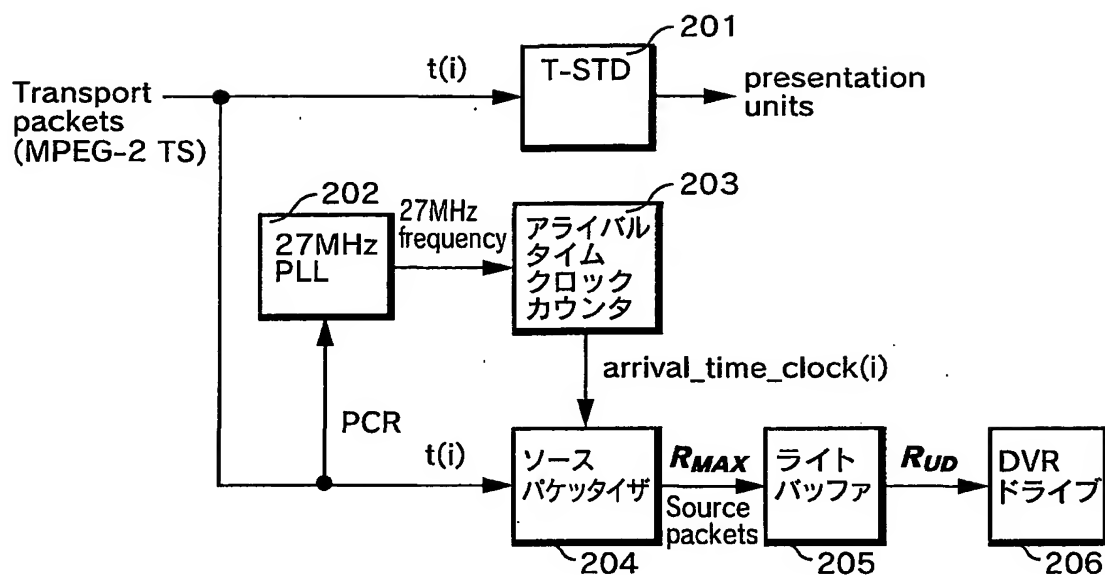 201
t(i)
T-STD
Transport
packets
(MPEG-2 TS)
presentation
units
202
27MHz
PLL
27MHz
frequency
203
アライバル
タイム
クロック
カウンタ
arrival_time_clock(i)
PCR
t(i)
ソース
パケッタイザ
204
RMAX
Source
packets
ライト
バッファ
205
RUD
DVR
ドライブ
206